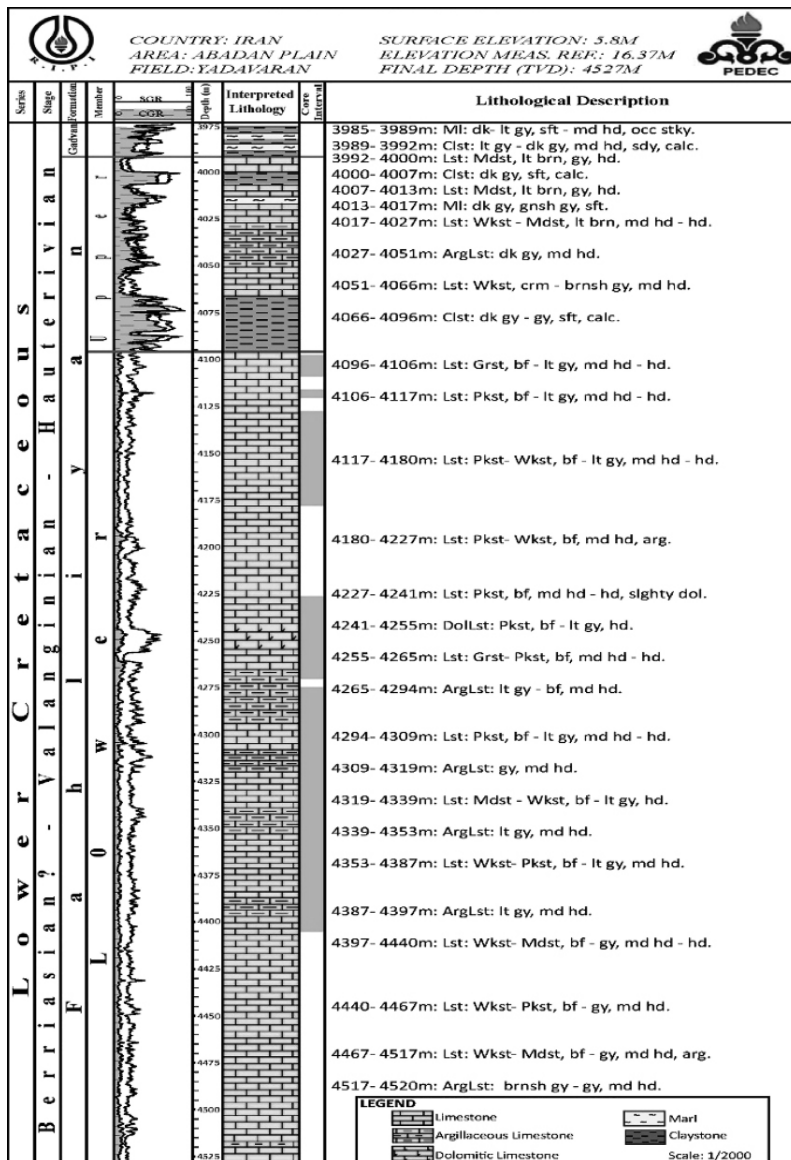 COUNTRY: IRAN
AREA: ABADAN PLAIN
FIELD: YADAVARAN
SURFACE ELEVATION: 5.8M
ELEVATION MEAS. REF.: 16.37M
FINAL DEPTH (TVD): 4527M
R.I.P.I
PEDEC
Series
Stage
Formation
Member
SGR
CGR
0 100
0 100
Depth (m)
Interpreted Lithology
Core Interval
Lithological Description
Lower Cretaceous
Berriasian? - Valanginian - Hauterivian
Gadvan
Fahliyan
Upper
Lower
3975
4000
4025
4050
4075
4100
4125
4150
4175
4200
4225
4250
4275
4300
4325
4350
4375
4400
4425
4450
4475
4500
4525
3985- 3989m: Ml: dk- lt gy, sft - md hd, occ stky.
3989- 3992m: Clst: lt gy - dk gy, md hd, sdy, calc.
3992- 4000m: Lst: Mdst, lt brn, gy, hd.
4000- 4007m: Clst: dk gy, sft, calc.
4007- 4013m: Lst: Mdst, lt brn, gy, hd.
4013- 4017m: Ml: dk gy, gnsh gy, sft.
4017- 4027m: Lst: Wkst - Mdst, lt brn, md hd - hd.
4027- 4051m: ArgLst: dk gy, md hd.
4051- 4066m: Lst: Wkst, crm - brnsh gy, md hd.
4066- 4096m: Clst: dk gy - gy, sft, calc.
4096- 4106m: Lst: Grst, bf - lt gy, md hd - hd.
4106- 4117m: Lst: Pkst, bf - lt gy, md hd - hd.
4117- 4180m: Lst: Pkst- Wkst, bf - lt gy, md hd - hd.
4180- 4227m: Lst: Pkst- Wkst, bf, md hd, arg.
4227- 4241m: Lst: Pkst, bf, md hd - hd, slghty dol.
4241- 4255m: DolLst: Pkst, bf - lt gy, hd.
4255- 4265m: Lst: Grst- Pkst, bf, md hd - hd.
4265- 4294m: ArgLst: lt gy - bf, md hd.
4294- 4309m: Lst: Pkst, bf - lt gy, md hd - hd.
4309- 4319m: ArgLst: gy, md hd.
4319- 4339m: Lst: Mdst - Wkst, bf - lt gy, hd.
4339- 4353m: ArgLst: lt gy, md hd.
4353- 4387m: Lst: Wkst- Pkst, bf - lt gy, md hd.
4387- 4397m: ArgLst: lt gy, md hd.
4397- 4440m: Lst: Wkst- Mdst, bf - gy, md hd - hd.
4440- 4467m: Lst: Wkst- Pkst, bf - gy, md hd.
4467- 4517m: Lst: Wkst- Mdst, bf - gy, md hd, arg.
4517- 4520m: ArgLst: brnsh gy - gy, md hd.
LEGEND
Limestone
Argillaceous Limestone
Dolomitic Limestone
Marl
Claystone
Scale: 1/2000